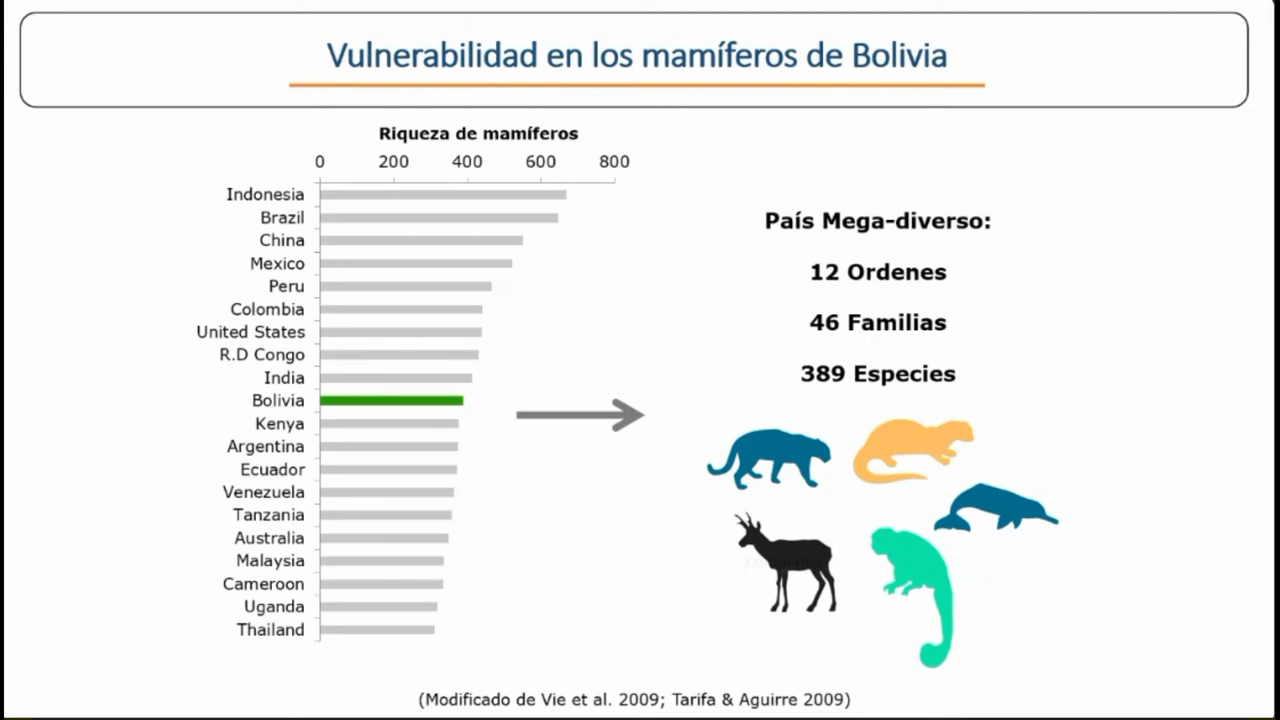 Vulnerabilidad en los mamíferos de Bolivia
Riqueza de mamíferos
0 200 400 600 800
Indonesia
Brazil
China
Mexico
Peru
Colombia
United States
R.D Congo
India
Bolivia
Kenya
Argentina
Ecuador
Venezuela
Tanzania
Australia
Malaysia
Cameroon
Uganda
Thailand
País Mega-diverso:
12 Ordenes
46 Familias
389 Especies
(Modificado de Vie et al. 2009; Tarifa & Aguirre 2009)